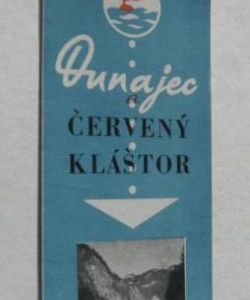 Dunajec
a
ČERVENÝ
KLÁŠTOR